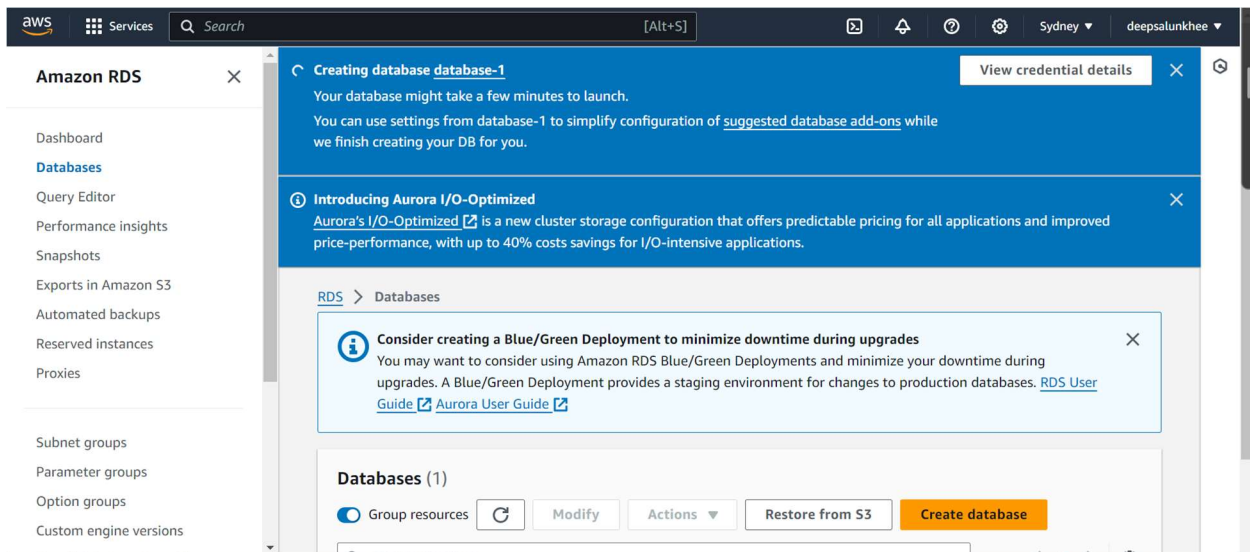 aws
Services
Search
[Alt+S]
Sydney
deepsalunkhee
Amazon RDS
Dashboard
Databases
Query Editor
Performance insights
Snapshots
Exports in Amazon S3
Automated backups
Reserved instances
Proxies
Subnet groups
Parameter groups
Option groups
Custom engine versions
Creating database database-1
View credential details
Your database might take a few minutes to launch.
You can use settings from database-1 to simplify configuration of suggested database add-ons while
we finish creating your DB for you.
Introducing Aurora I/O-Optimized
Aurora's I/O-Optimized is a new cluster storage configuration that offers predictable pricing for all applications and improved
price-performance, with up to 40% costs savings for I/O-intensive applications.
RDS > Databases
Consider creating a Blue/Green Deployment to minimize downtime during upgrades
You may want to consider using Amazon RDS Blue/Green Deployments and minimize your downtime during
upgrades. A Blue/Green Deployment provides a staging environment for changes to production databases. RDS User
Guide Aurora User Guide
Databases (1)
Group resources
Modify
Actions
Restore from S3
Create database